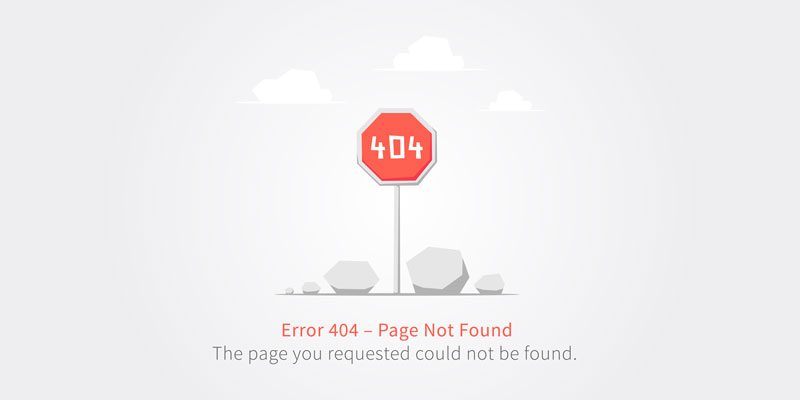 404
Error 404 – Page Not Found
The page you requested could not be found.